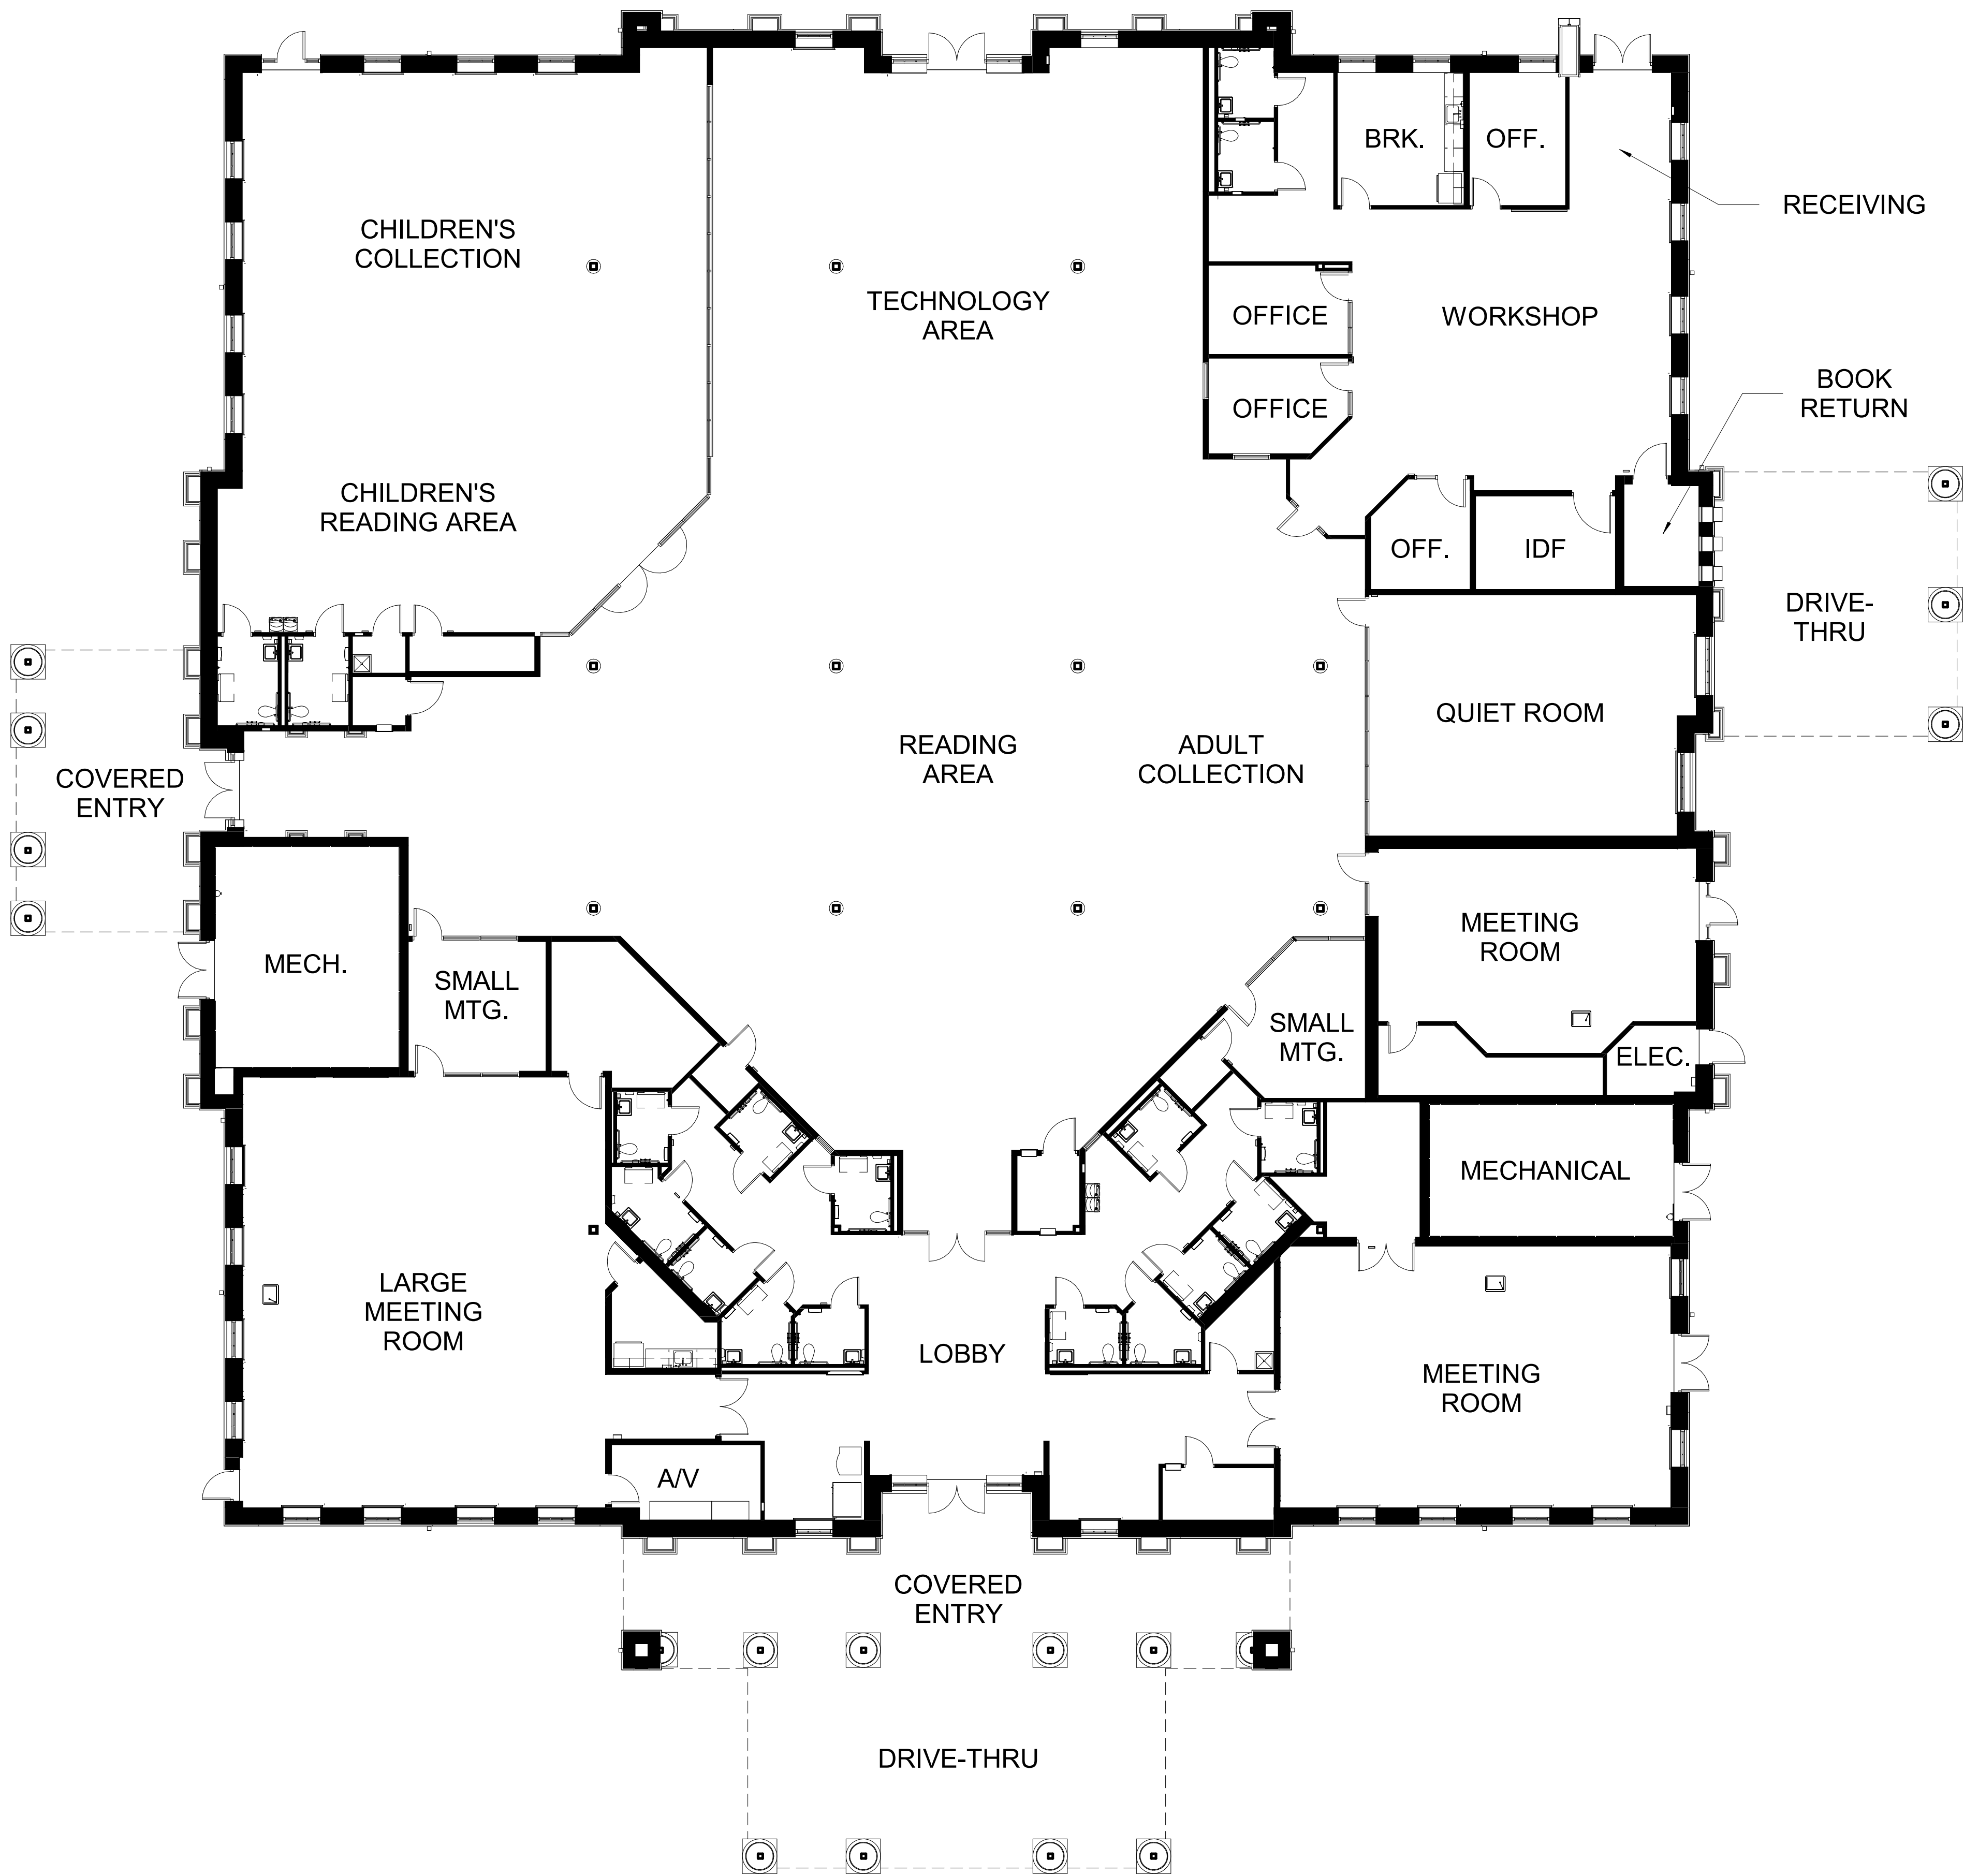 BRK.
OFF.
RECEIVING
CHILDREN'S
COLLECTION
TECHNOLOGY
AREA
OFFICE
WORKSHOP
BOOK
RETURN
OFFICE
CHILDREN'S
READING AREA
OFF.
IDF
DRIVE-
THRU
QUIET ROOM
READING
AREA
ADULT
COLLECTION
COVERED
ENTRY
MEETING
ROOM
MECH.
SMALL
MTG.
SMALL
MTG.
ELEC.
MECHANICAL
LARGE
MEETING
ROOM
LOBBY
MEETING
ROOM
A/V
COVERED
ENTRY
DRIVE-THRU